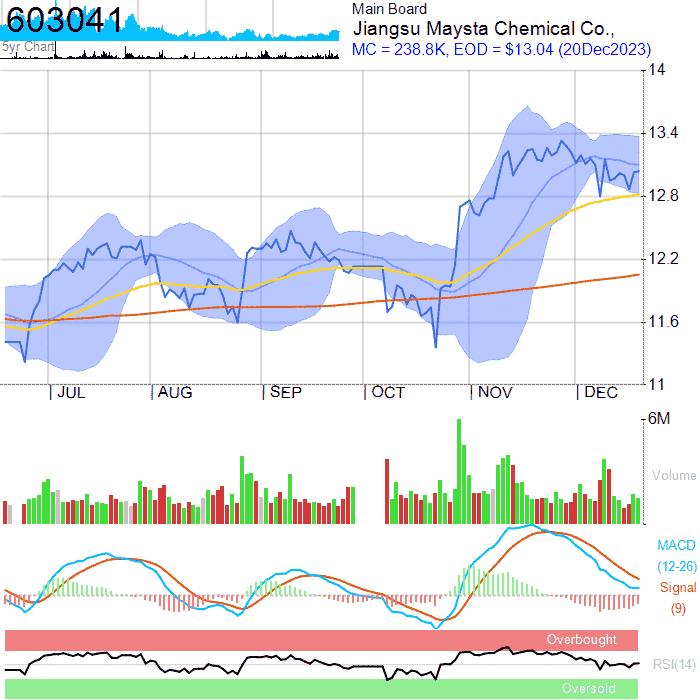 603041
5yr Chart
Main Board
Jiangsu Maysta Chemical Co.,
MC = 238.8K, EOD = $13.04 (20Dec2023)
14
13.4
12.8
12.2
11.6
11
JUL AUG SEP OCT NOV DEC
6M
Volume
MACD
(12-26)
Signal
(9)
Overbought
RSI(14)
Oversold